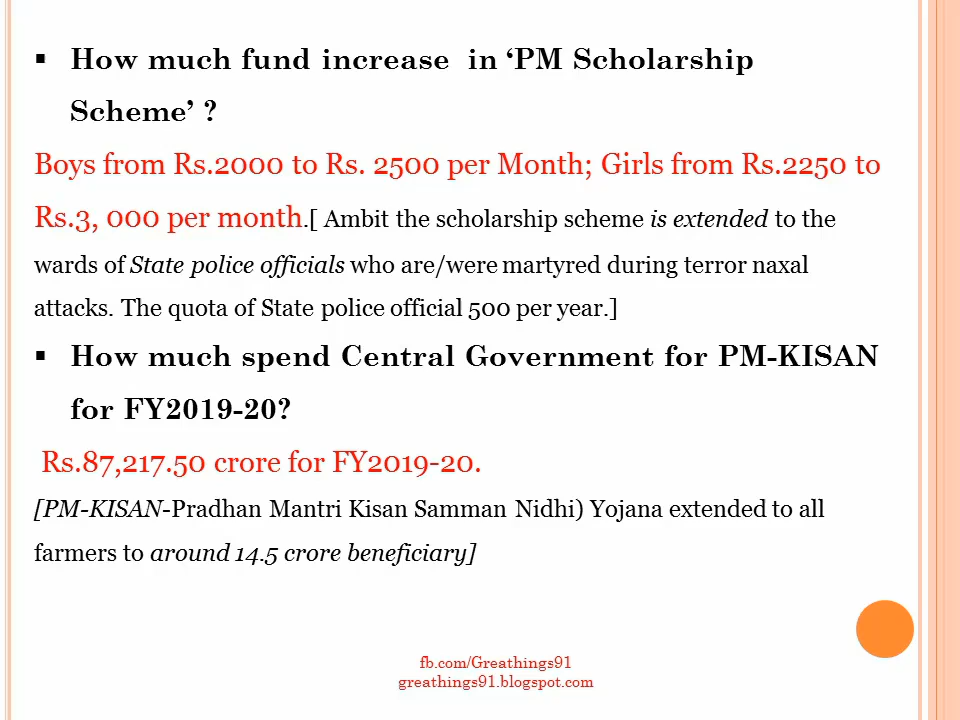 ▪ How much fund increase in ‘PM Scholarship
Scheme’ ?
Boys from Rs.2000 to Rs. 2500 per Month; Girls from Rs.2250 to
Rs.3, 000 per month.[ Ambit the scholarship scheme is extended to the
wards of State police officials who are/were martyred during terror naxal
attacks. The quota of State police official 500 per year.]
▪ How much spend Central Government for PM-KISAN
for FY2019-20?
Rs.87,217.50 crore for FY2019-20.
[PM-KISAN-Pradhan Mantri Kisan Samman Nidhi) Yojana extended to all
farmers to around 14.5 crore beneficiary]
fb.com/Greathings91
greathings91.blogspot.com